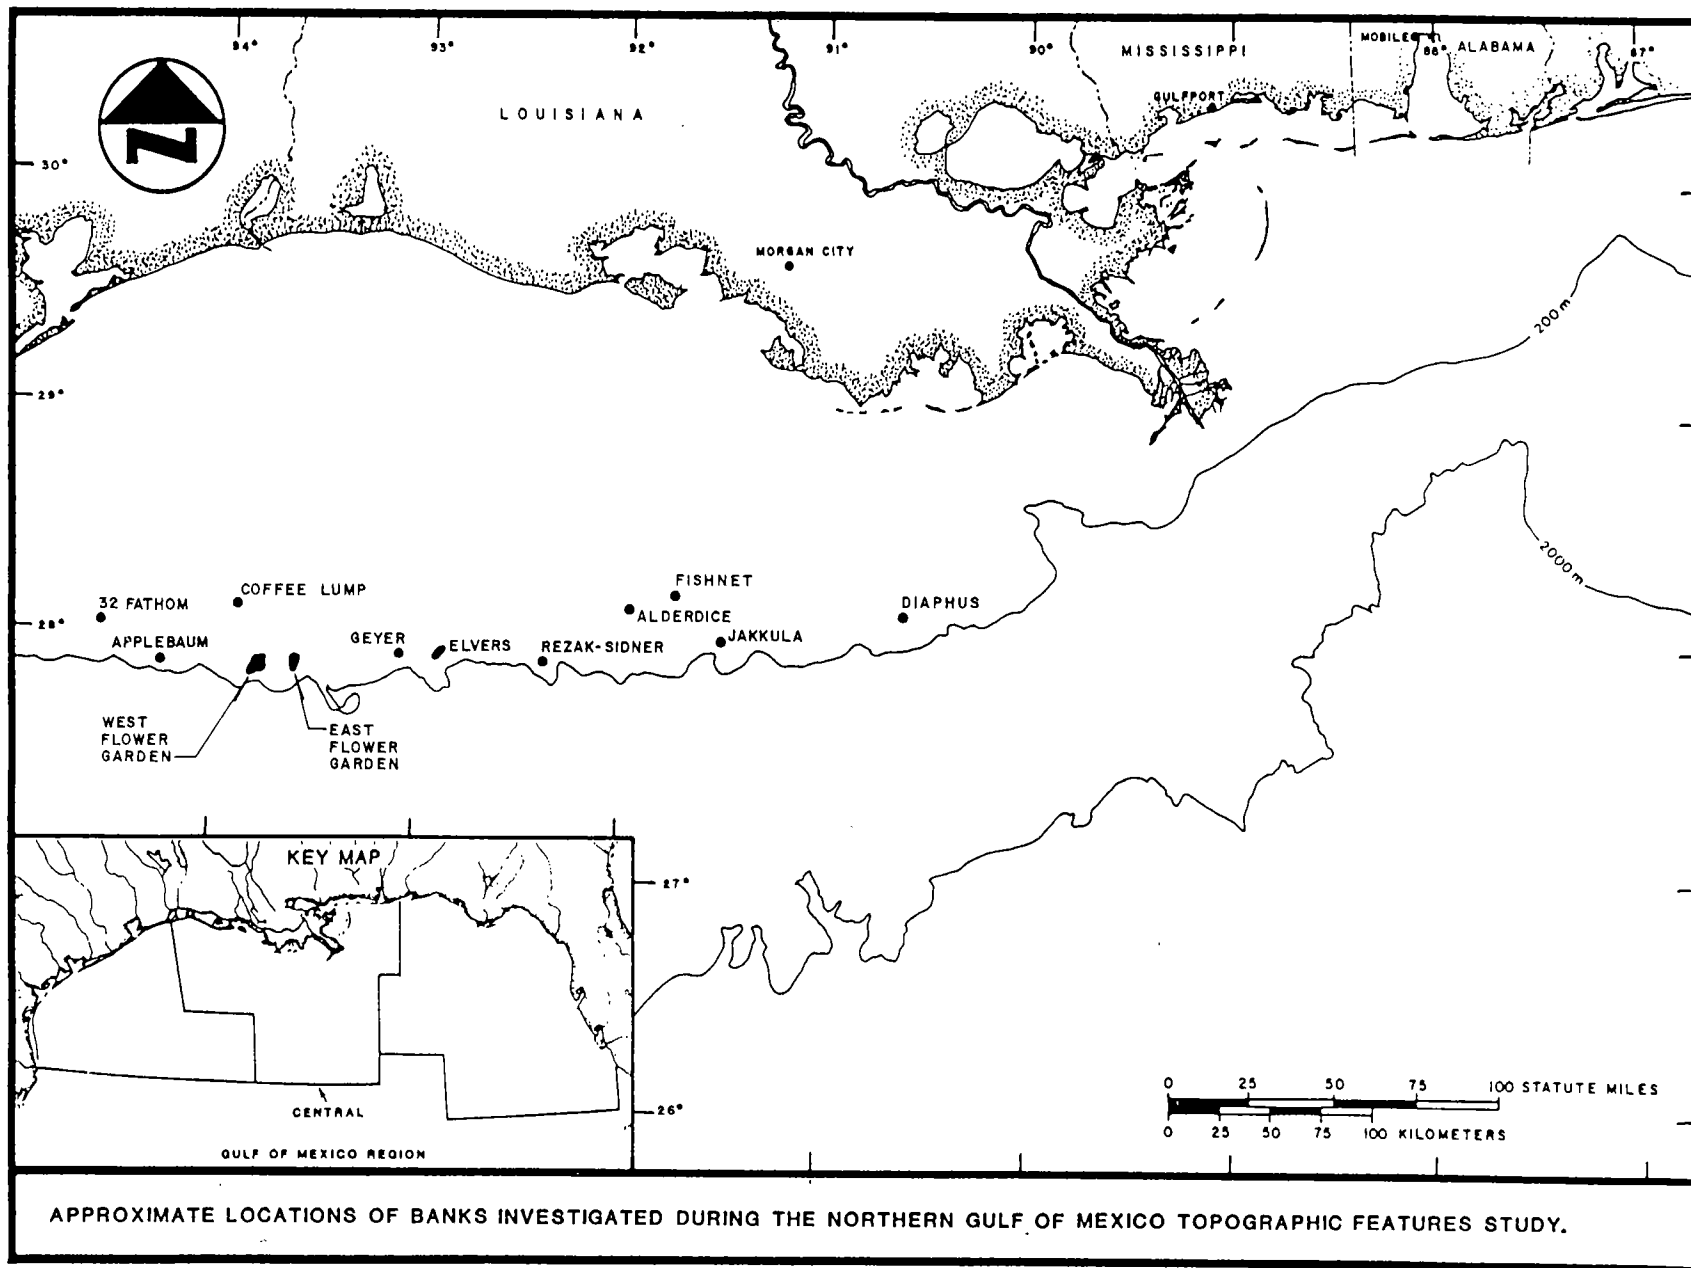 94° 93° 92° 91° 90° MISSISSIPPI MOBILE 88° ALABAMA 87°
N
LOUISIANA
GULFPORT
30°
MORGAN CITY
29°
200 m
2000 m
FISHNET
COFFEE LUMP
32 FATHOM
DIAPHUS
ALDERDICE
28°
APPLEBAUM
GEYER
ELVERS
REZAK-SIDNER
JAKKULA
WEST
FLOWER
GARDEN
EAST
FLOWER
GARDEN
KEY MAP
27°
CENTRAL
26°
GULF OF MEXICO REGION
0 25 50 75 100 STATUTE MILES
0 25 50 75 100 KILOMETERS
APPROXIMATE LOCATIONS OF BANKS INVESTIGATED DURING THE NORTHERN GULF OF MEXICO TOPOGRAPHIC FEATURES STUDY.